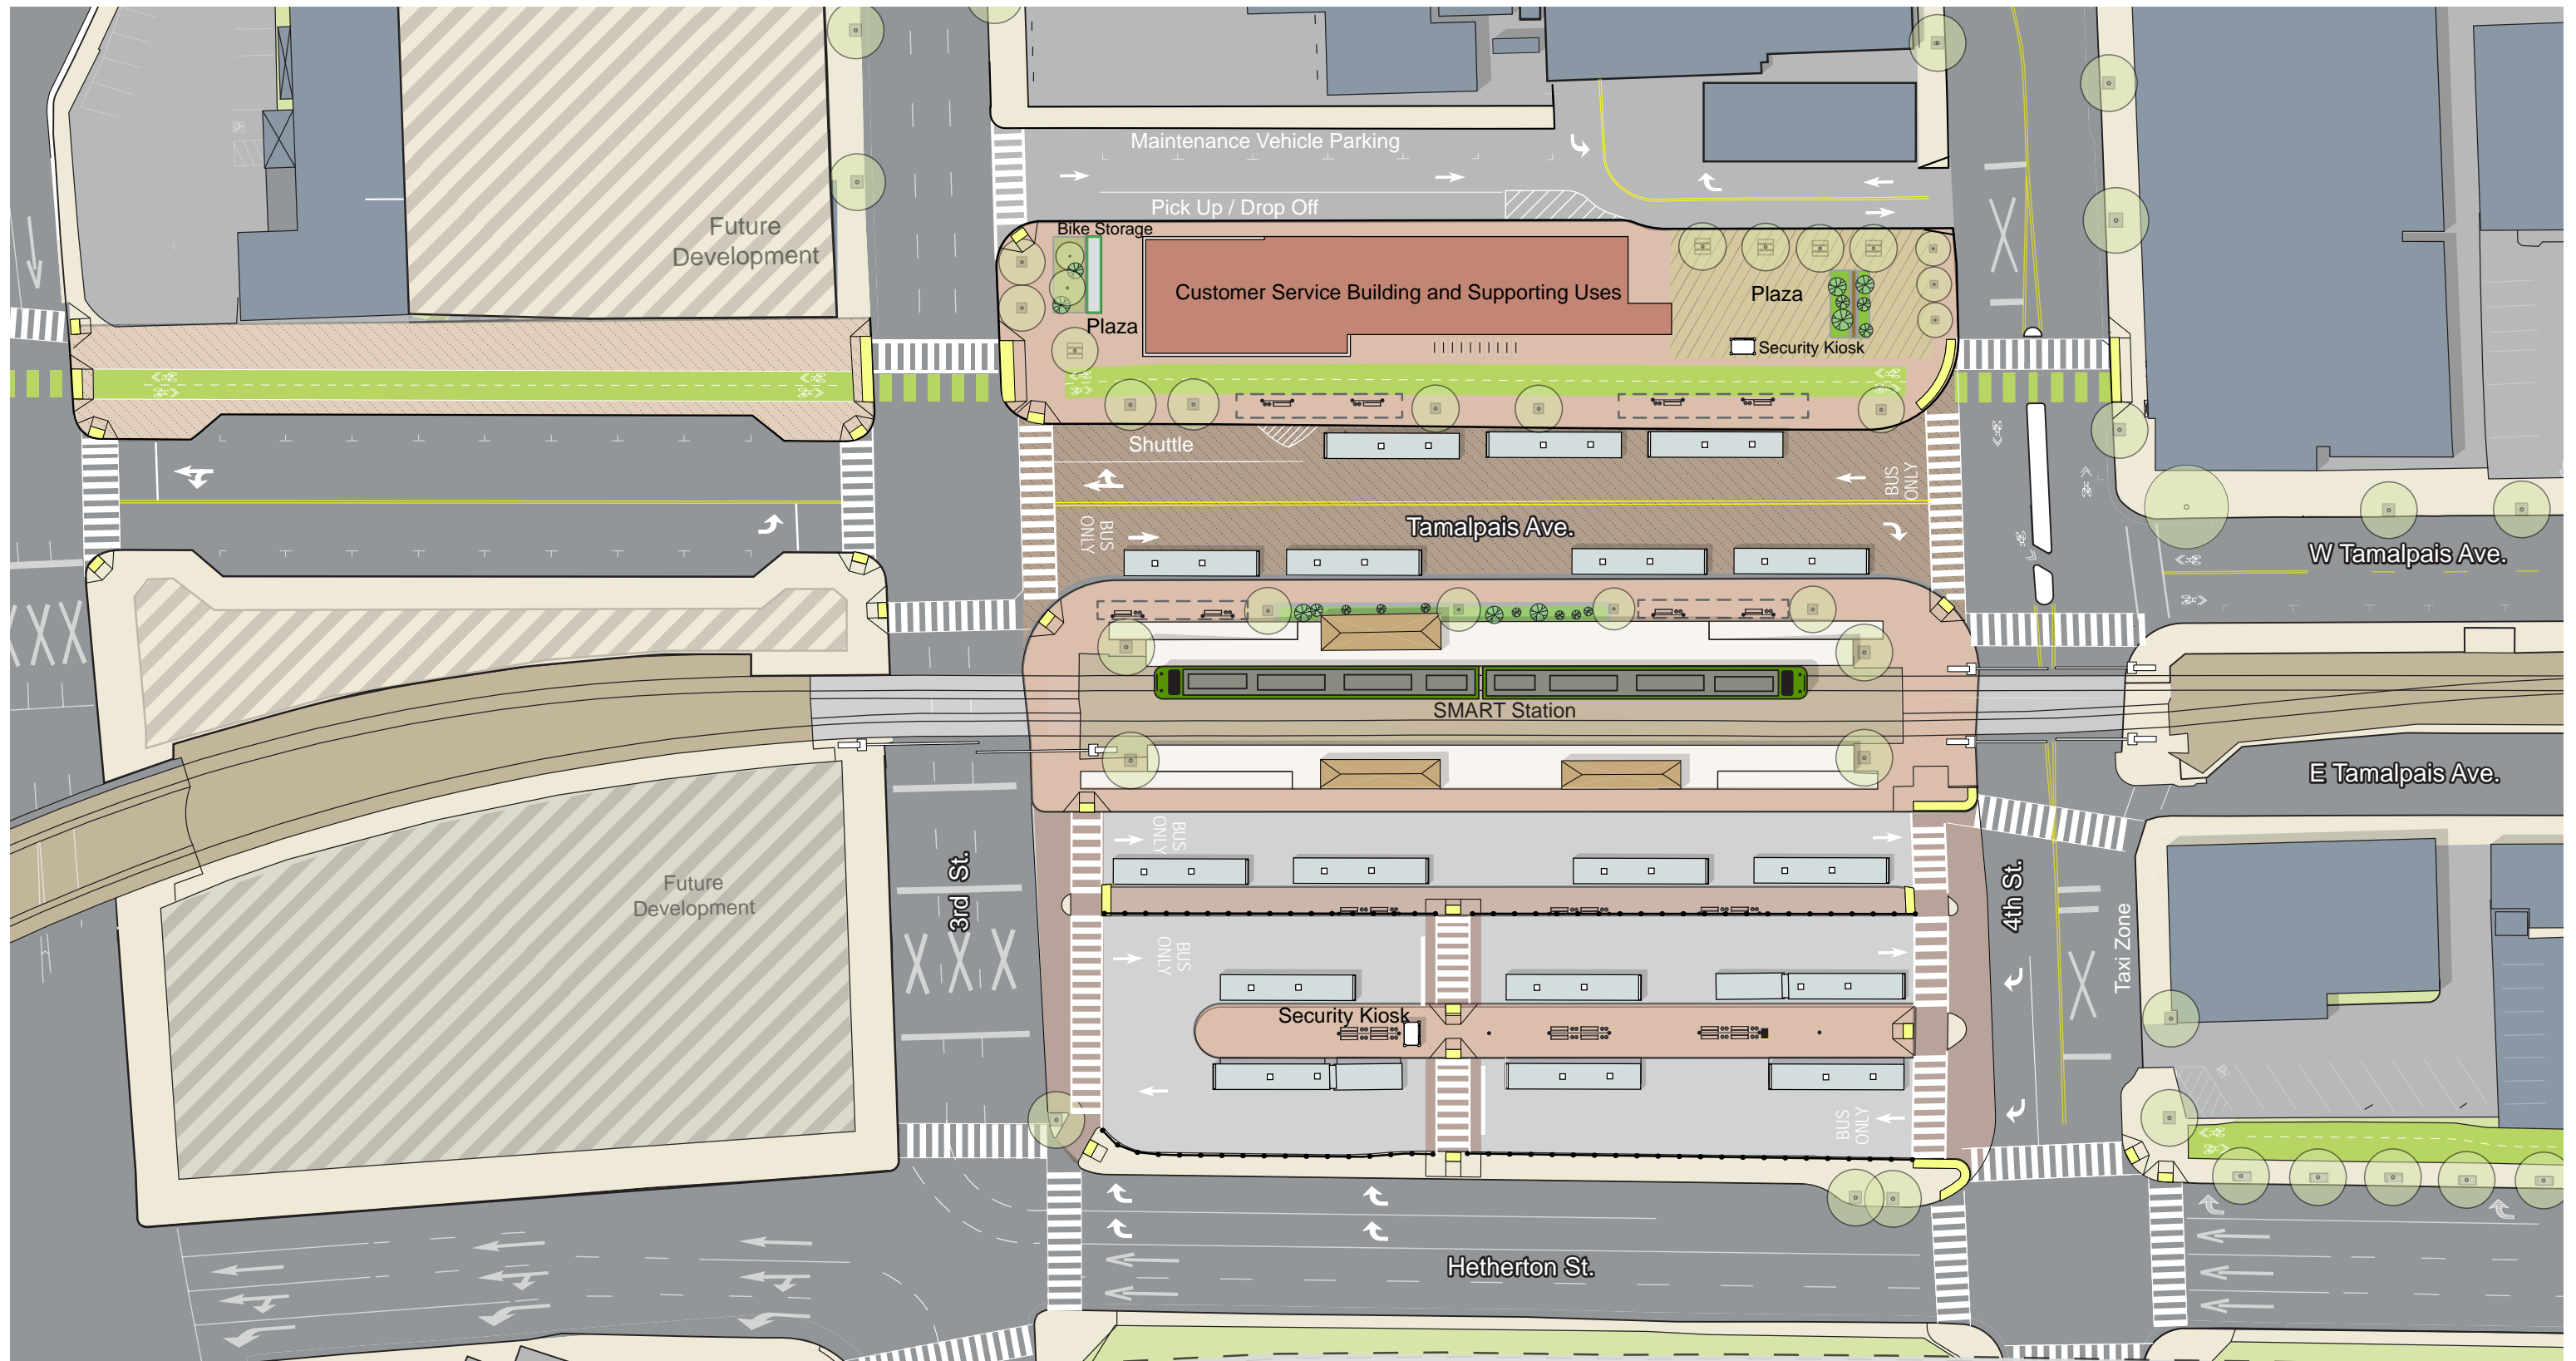 Maintenance Vehicle Parking
Pick Up / Drop Off
Future
Development
Bike Storage
Customer Service Building and Supporting Uses
Plaza
Plaza
Security Kiosk
Shuttle
BUS
ONLY
BUS
ONLY
Tamalpais Ave.
W Tamalpais Ave.
SMART Station
E Tamalpais Ave.
BUS
ONLY
3rd St.
Future
Development
4th St.
Taxi Zone
BUS
ONLY
Security Kiosk
BUS
ONLY
Hetherton St.